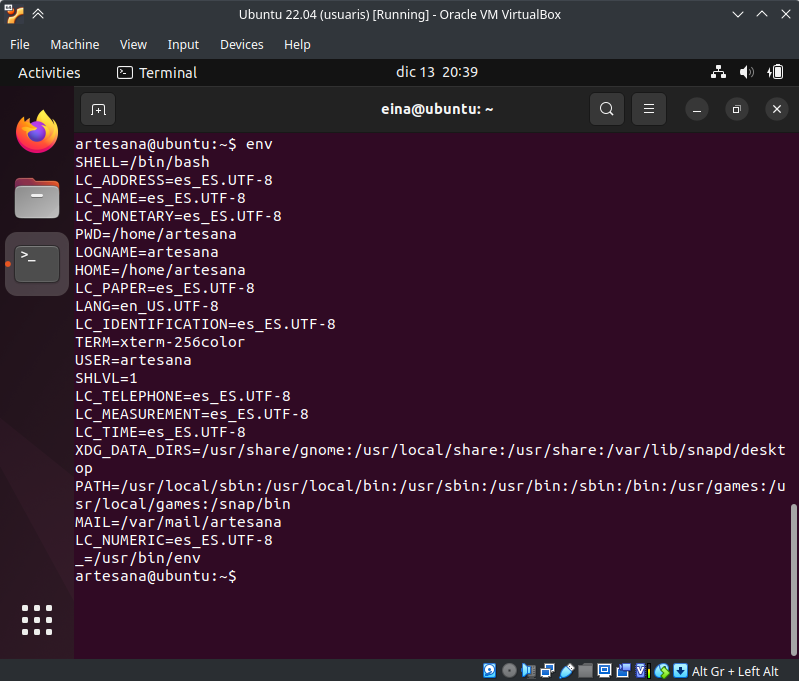 Ubuntu 22.04 (usuaris) [Running] - Oracle VM VirtualBox
File Machine View Input Devices Help
Activities Terminal dic 13 20:39
eina@ubuntu: ~
artesana@ubuntu:~$ env
SHELL=/bin/bash
LC_ADDRESS=es_ES.UTF-8
LC_NAME=es_ES.UTF-8
LC_MONETARY=es_ES.UTF-8
PWD=/home/artesana
LOGNAME=artesana
HOME=/home/artesana
LC_PAPER=es_ES.UTF-8
LANG=en_US.UTF-8
LC_IDENTIFICATION=es_ES.UTF-8
TERM=xterm-256color
USER=artesana
SHLVL=1
LC_TELEPHONE=es_ES.UTF-8
LC_MEASUREMENT=es_ES.UTF-8
LC_TIME=es_ES.UTF-8
XDG_DATA_DIRS=/usr/share/gnome:/usr/local/share:/usr/share:/var/lib/snapd/deskt
op
PATH=/usr/local/sbin:/usr/local/bin:/usr/sbin:/usr/bin:/sbin:/bin:/usr/games:/u
sr/local/games:/snap/bin
MAIL=/var/mail/artesana
LC_NUMERIC=es_ES.UTF-8
_=/usr/bin/env
artesana@ubuntu:~$
Alt Gr + Left Alt